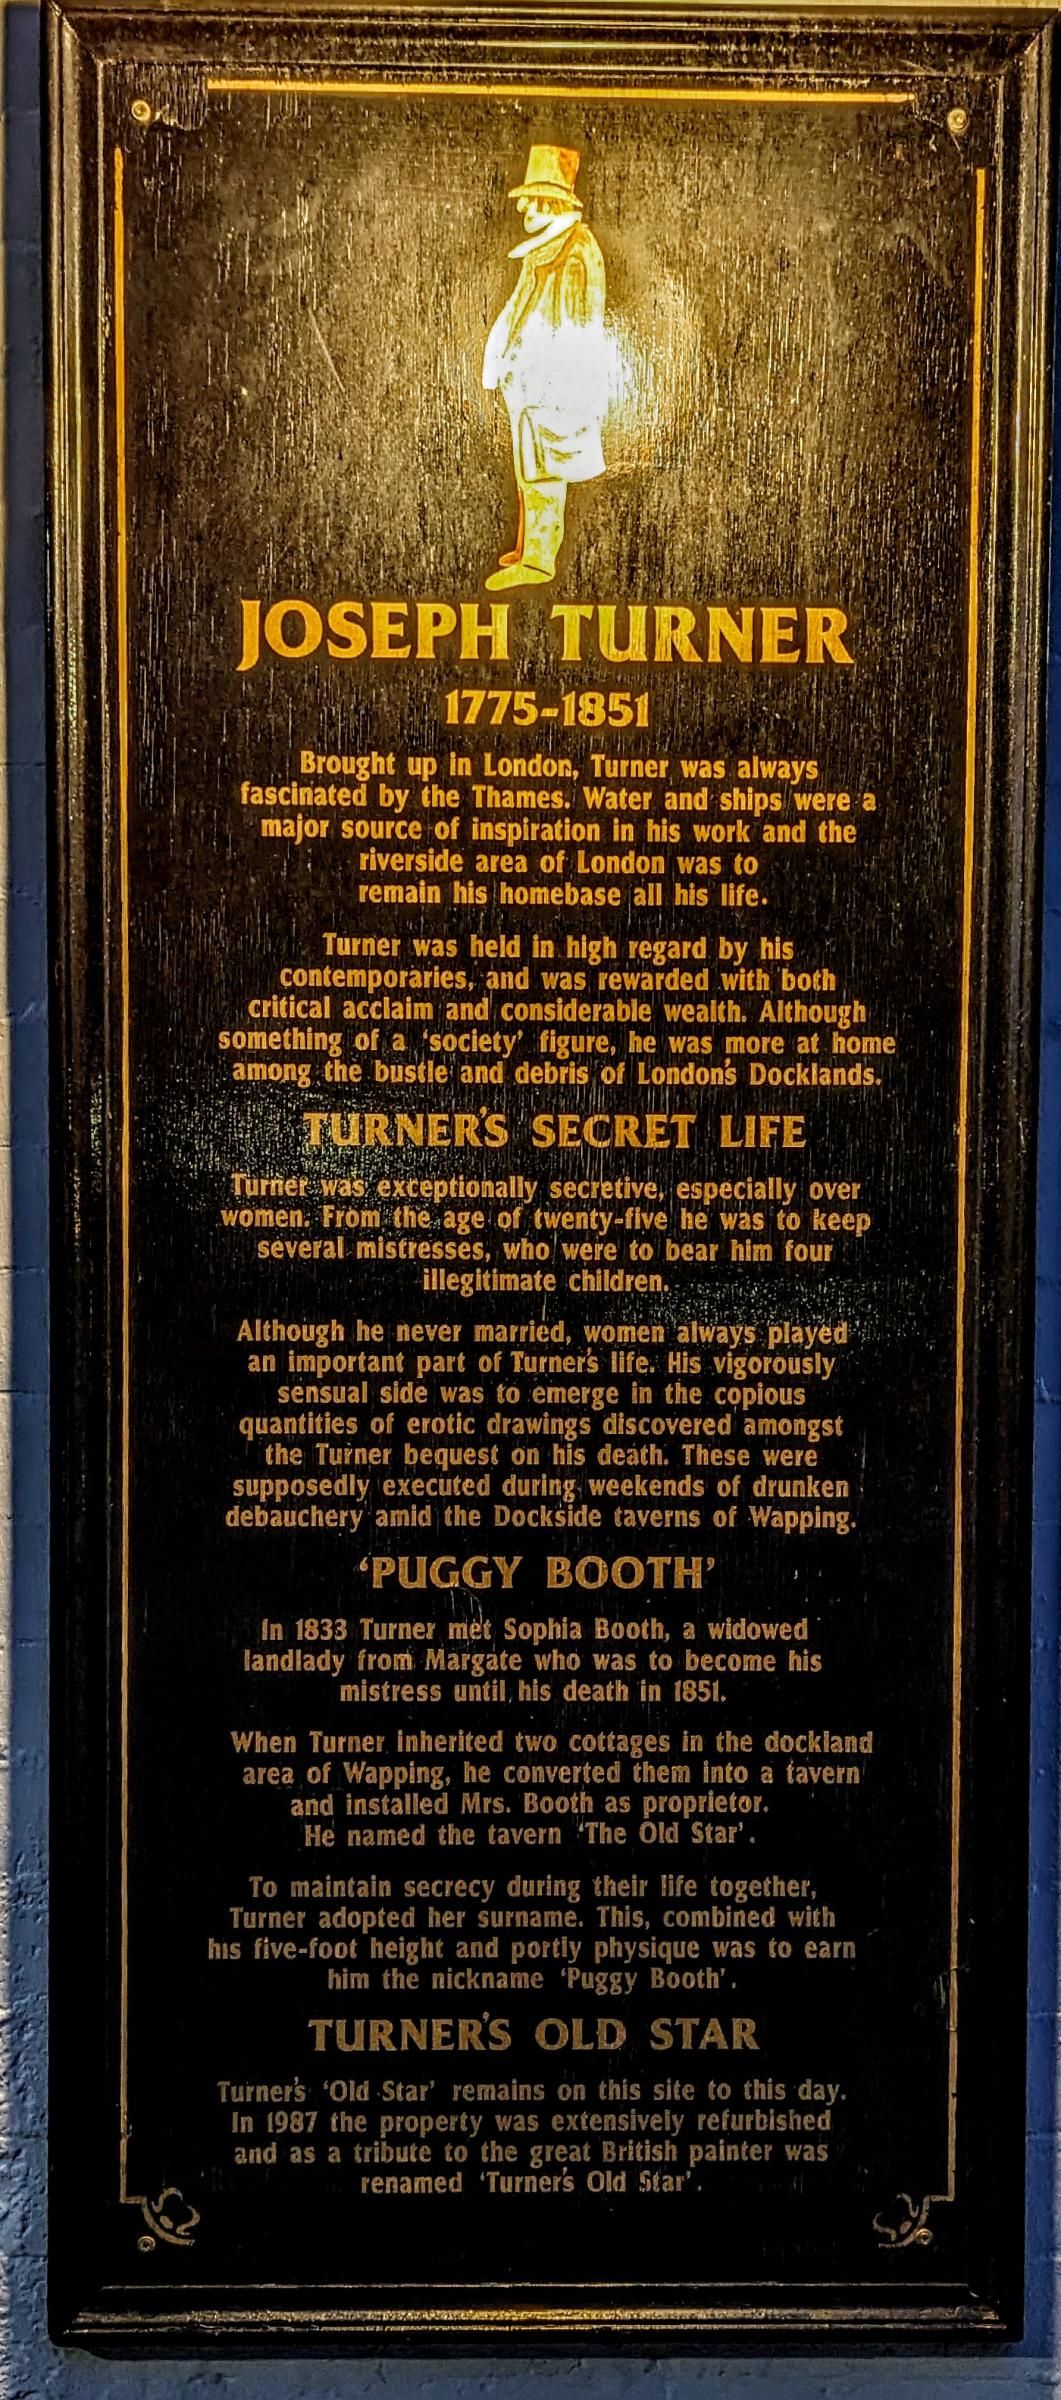 JOSEPH TURNER
1775-1851
Brought up in London, Turner was always
fascinated by the Thames. Water and ships were a
major source of inspiration in his work and the
riverside area of London was to
remain his homebase all his life.
Turner was held in high regard by his
contemporaries, and was rewarded with both
critical acclaim and considerable wealth. Although
something of a 'society' figure, he was more at home
among the bustle and debris of London's Docklands.
TURNER'S SECRET LIFE
Turner was exceptionally secretive, especially over
women. From the age of twenty-five he was to keep
several mistresses, who were to bear him four
illegitimate children.
Although he never married, women always played
an important part of Turner's life. His vigorously
sensual side was to emerge in the copious
quantities of erotic drawings discovered amongst
the Turner bequest on his death. These were
supposedly executed during weekends of drunken
debauchery amid the Dockside taverns of Wapping.
'PUGGY BOOTH'
In 1833 Turner met Sophia Booth, a widowed
landlady from Margate who was to become his
mistress until his death in 1851.
When Turner inherited two cottages in the dockland
area of Wapping, he converted them into a tavern
and installed Mrs. Booth as proprietor.
He named the tavern 'The Old Star'.
To maintain secrecy during their life together,
Turner adopted her surname. This, combined with
his five-foot height and portly physique was to earn
him the nickname 'Puggy Booth'.
TURNER'S OLD STAR
Turner's 'Old Star' remains on this site to this day.
In 1987 the property was extensively refurbished
and as a tribute to the great British painter was
renamed 'Turner's Old Star'.